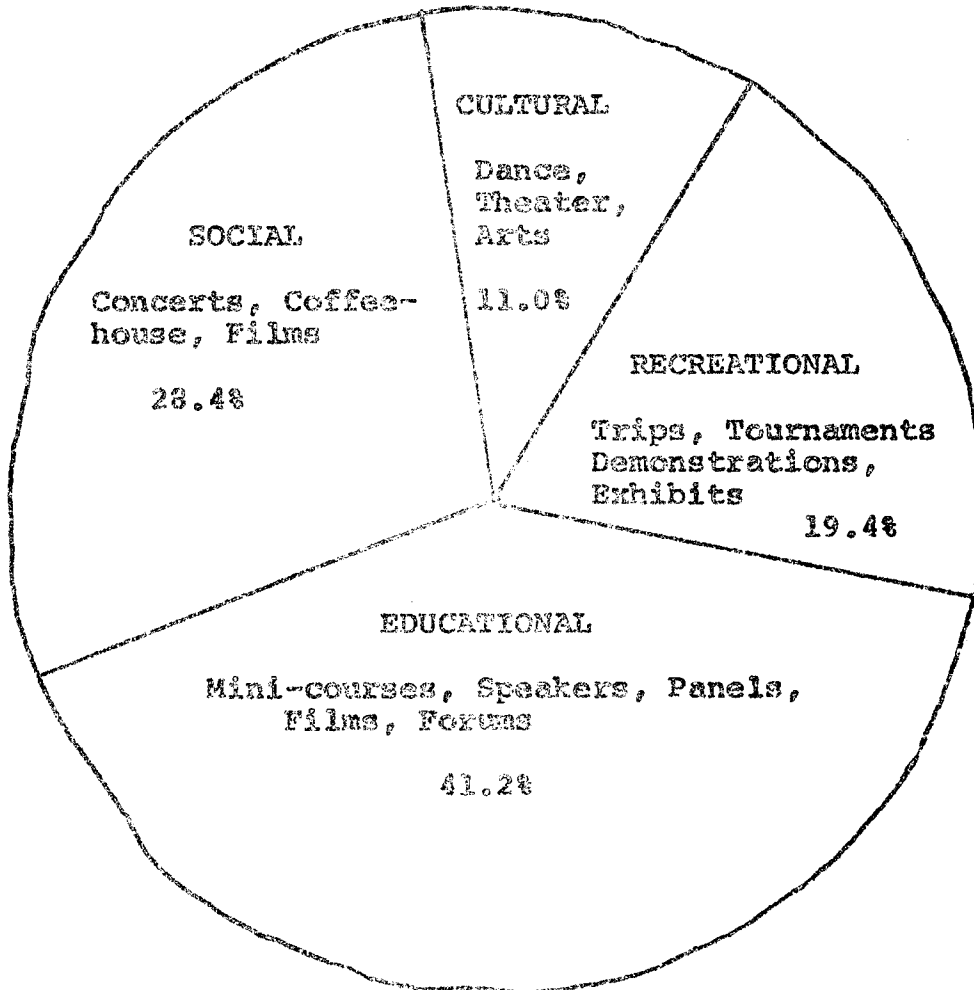 CULTURAL
Dance,
Theater,
Arts
11.0%
SOCIAL
Concerts, Coffee-
house, Films
28.4%
RECREATIONAL
Trips, Tournaments
Demonstrations,
Exhibits
19.4%
EDUCATIONAL
Mini-courses, Speakers, Panels,
Films, Forums
41.2%